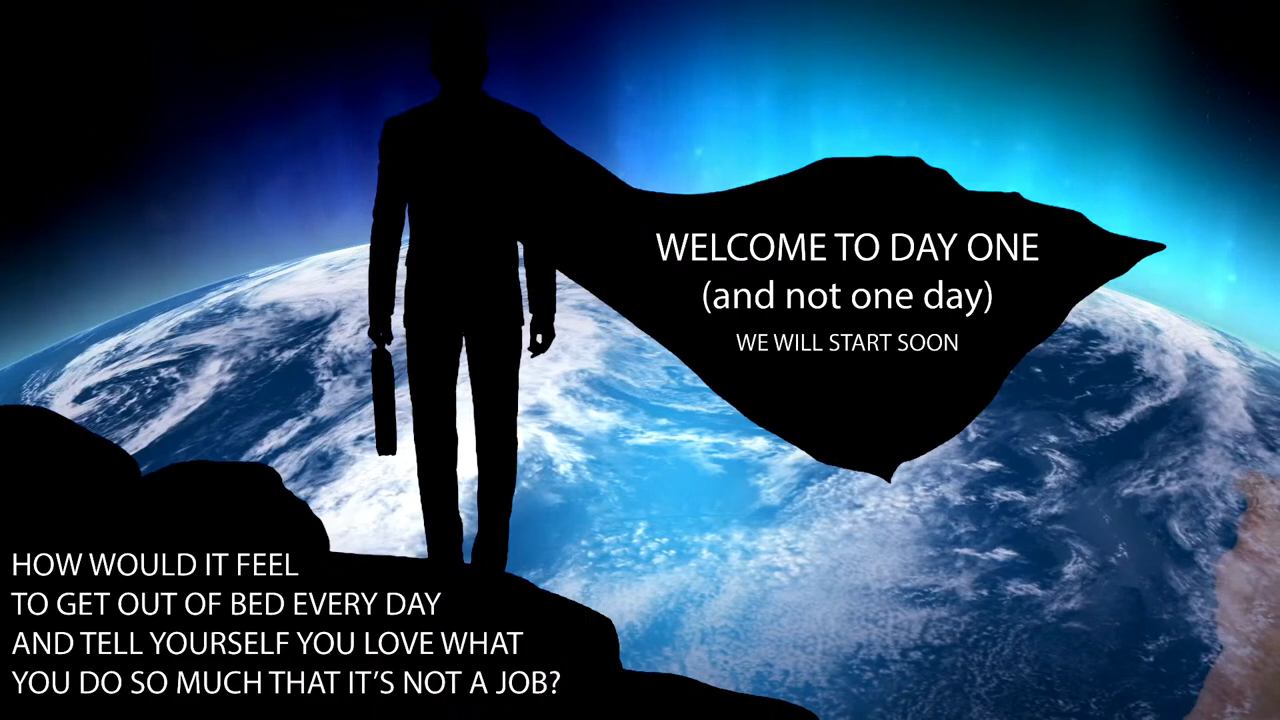 WELCOME TO DAY ONE
(and not one day)
WE WILL START SOON
HOW WOULD IT FEEL
TO GET OUT OF BED EVERY DAY
AND TELL YOURSELF YOU LOVE WHAT
YOU DO SO MUCH THAT IT’S NOT A JOB?